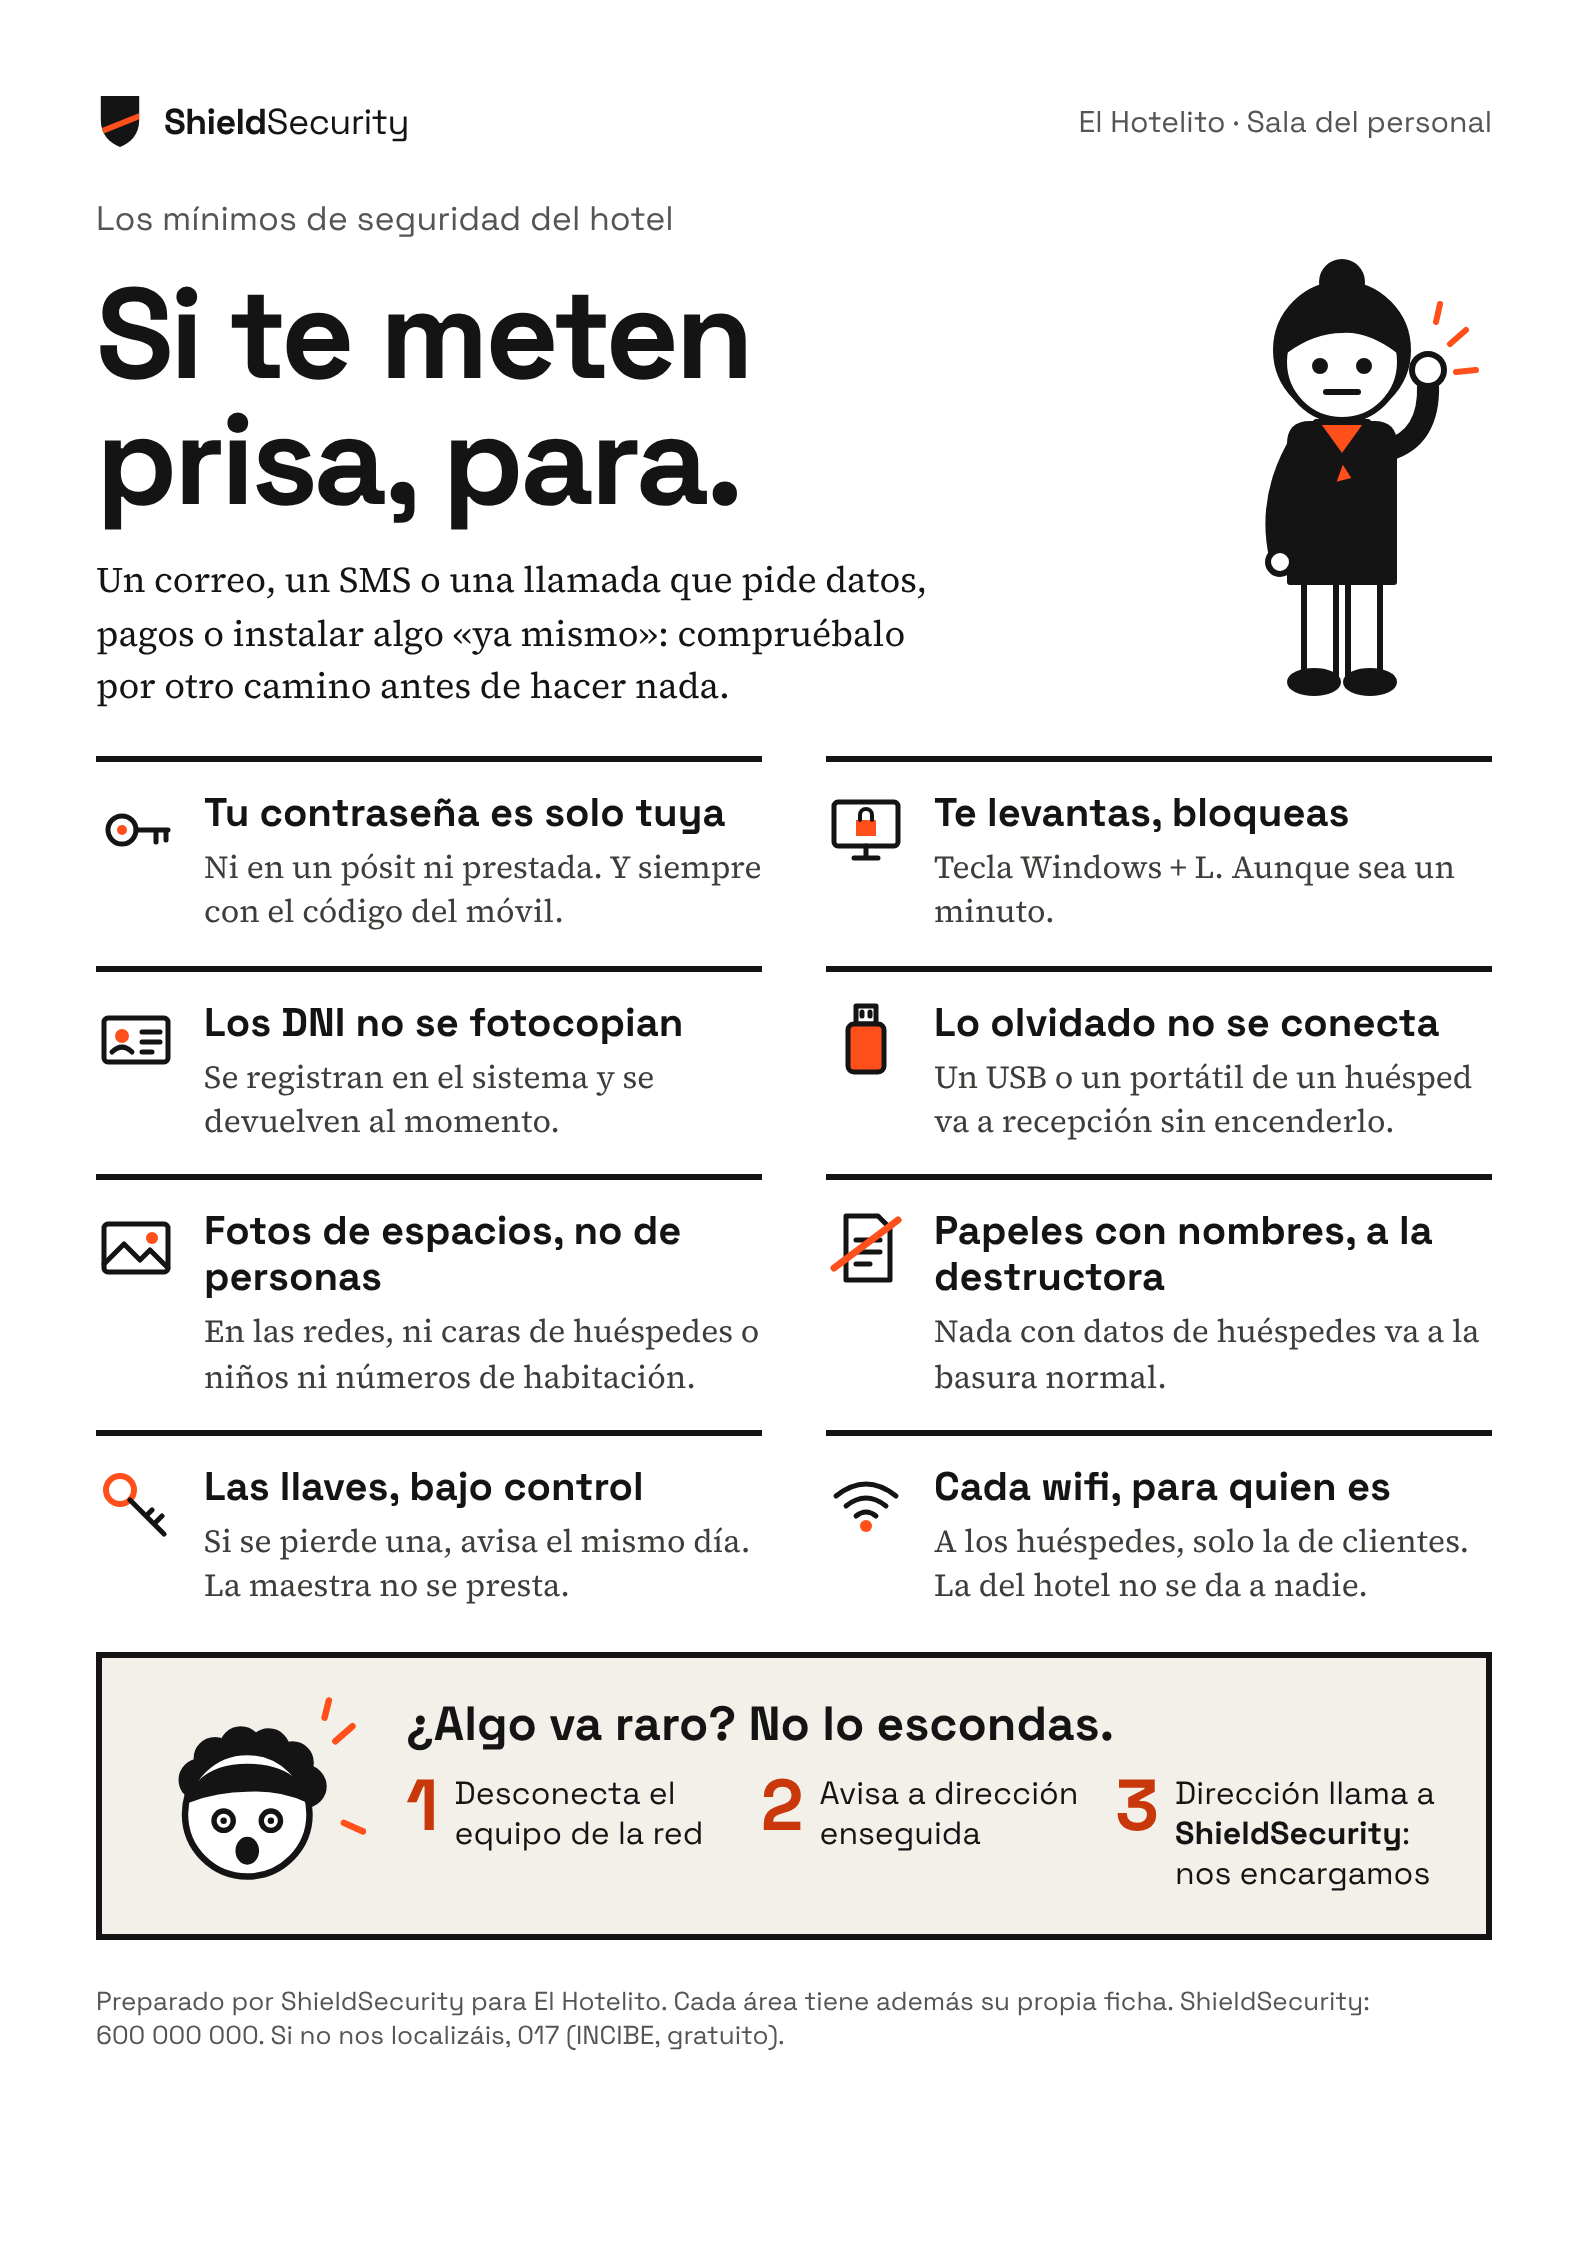 ShieldSecurity
El Hotelito · Sala del personal
Los mínimos de seguridad del hotel
Si te meten
prisa, para.
Un correo, un SMS o una llamada que pide datos,
pagos o instalar algo «ya mismo»: compruébalo
por otro camino antes de hacer nada.
Tu contraseña es solo tuya
Ni en un pósit ni prestada. Y siempre
con el código del móvil.
Te levantas, bloqueas
Tecla Windows + L. Aunque sea un
minuto.
Los DNI no se fotocopian
Se registran en el sistema y se
devuelven al momento.
Lo olvidado no se conecta
Un USB o un portátil de un huésped
va a recepción sin encenderlo.
Fotos de espacios, no de
personas
En las redes, ni caras de huéspedes o
niños ni números de habitación.
Papeles con nombres, a la
destructora
Nada con datos de huéspedes va a la
basura normal.
Las llaves, bajo control
Si se pierde una, avisa el mismo día.
La maestra no se presta.
Cada wifi, para quien es
A los huéspedes, solo la de clientes.
La del hotel no se da a nadie.
¿Algo va raro? No lo escondas.
1 Desconecta el
equipo de la red
2 Avisa a dirección
enseguida
3 Dirección llama a
ShieldSecurity:
nos encargamos
Preparado por ShieldSecurity para El Hotelito. Cada área tiene además su propia ficha. ShieldSecurity:
600 000 000. Si no nos localizáis, 017 (INCIBE, gratuito).